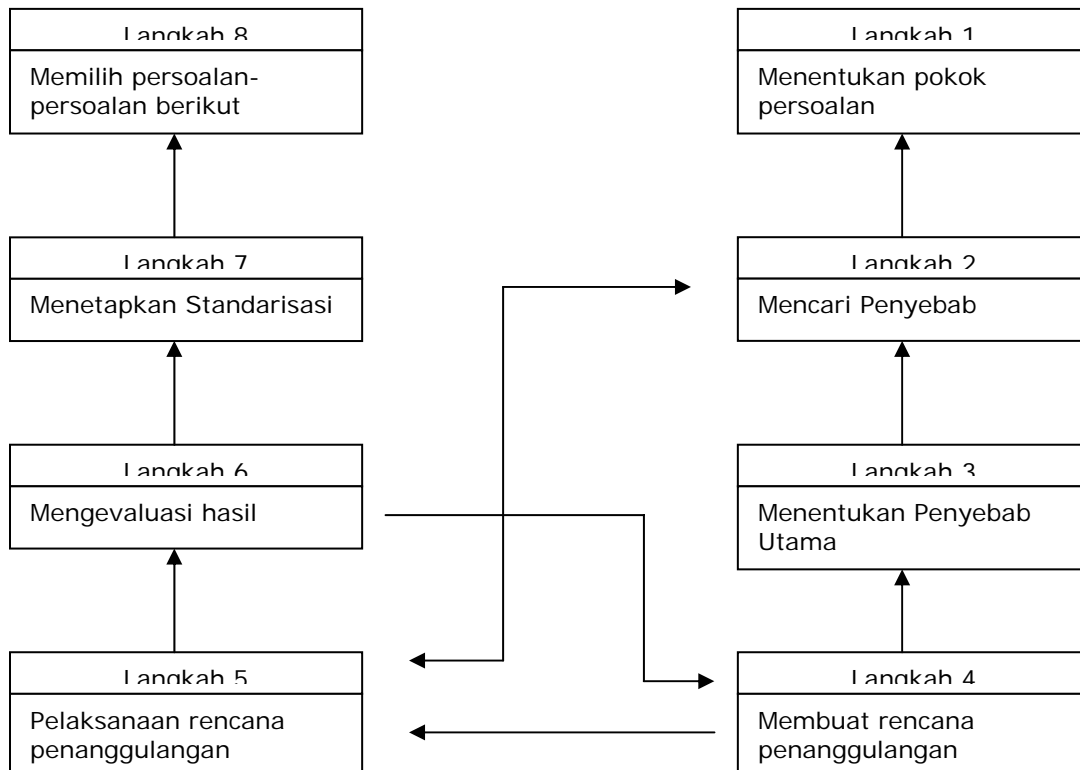 Langkah 8
Memilih persoalan-
persoalan berikut
Langkah 1
Menentukan pokok
persoalan
Langkah 7
Menetapkan Standarisasi
Langkah 2
Mencari Penyebab
Langkah 6
Mengevaluasi hasil
Langkah 3
Menentukan Penyebab
Utama
Langkah 5
Pelaksanaan rencana
penanggulangan
Langkah 4
Membuat rencana
penanggulangan